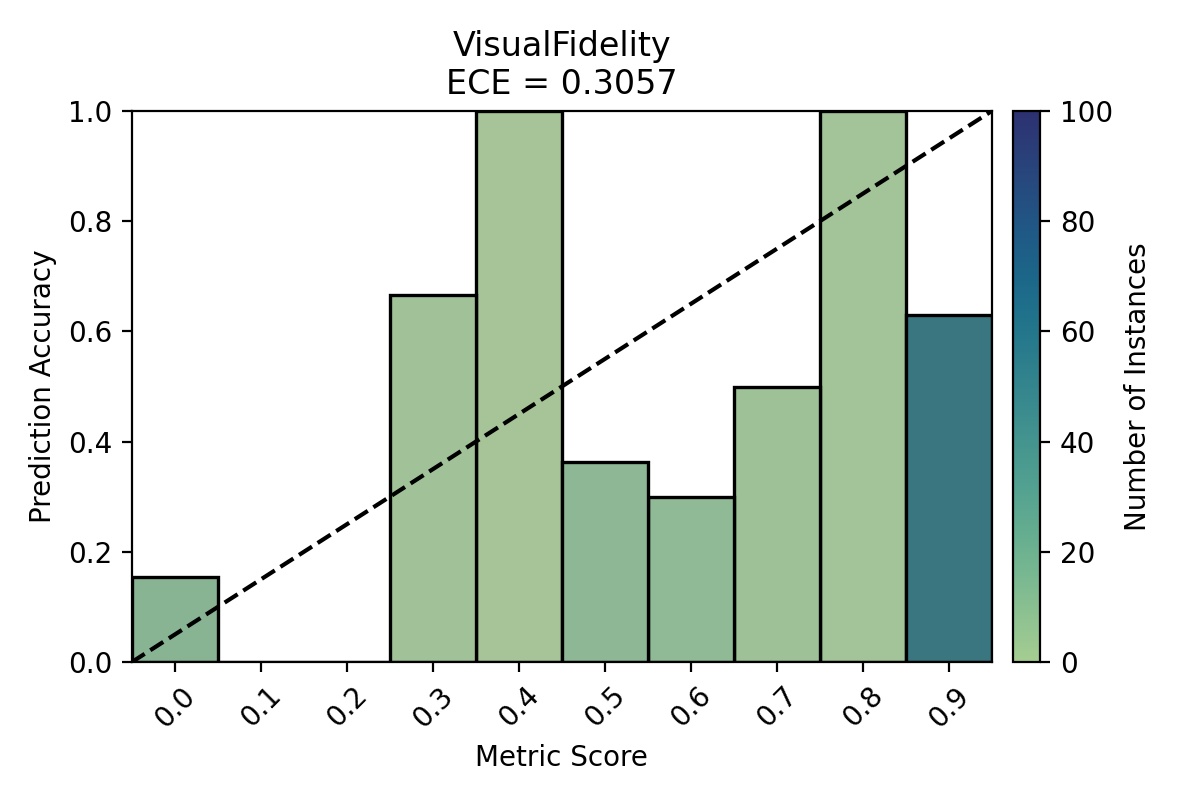 VisualFidelity
ECE = 0.3057
Prediction Accuracy
1.0
0.8
0.6
0.4
0.2
0.0
0.0 0.1 0.2 0.3 0.4 0.5 0.6 0.7 0.8 0.9
Metric Score
100
80
60
40
20
0
Number of Instances